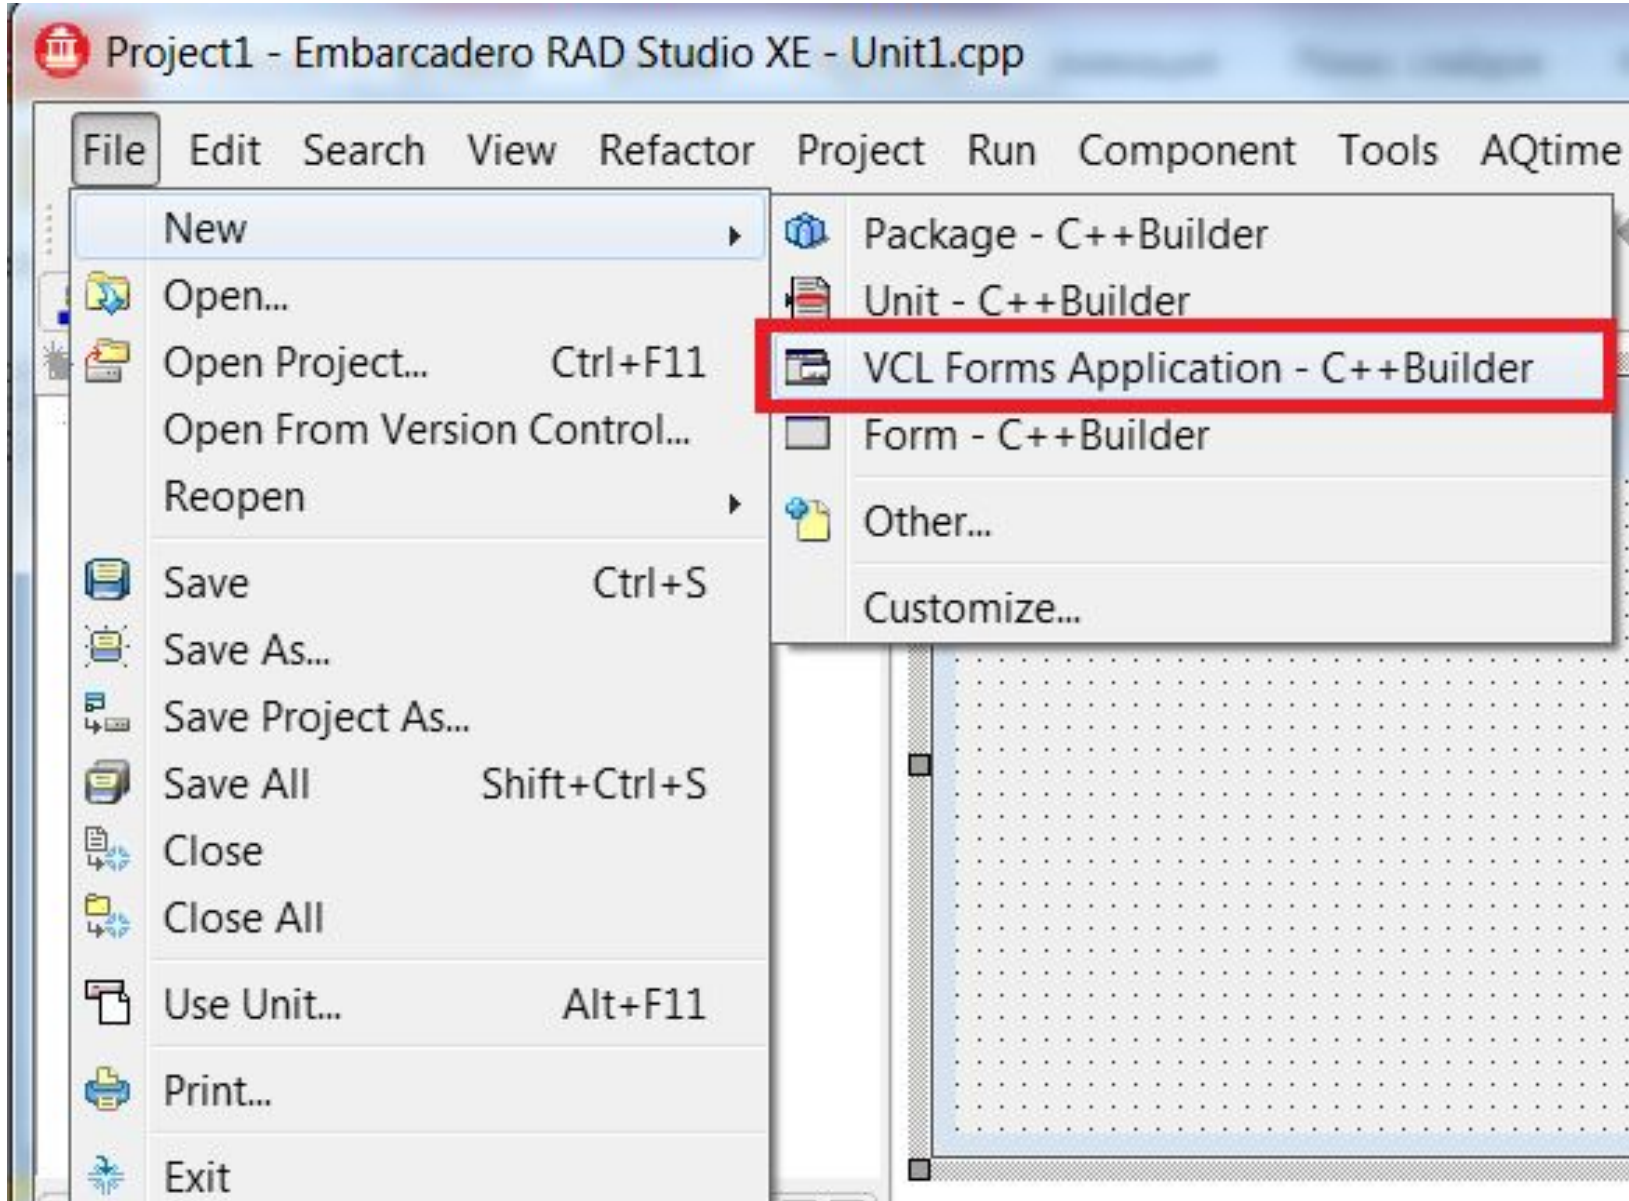 Project1 - Embarcadero RAD Studio XE - Unit1.cpp
File Edit Search View Refactor Project Run Component Tools AQtime
New
Open...
Open Project... Ctrl+F11
Open From Version Control...
Reopen
Save Ctrl+S
Save As...
Save Project As...
Save All Shift+Ctrl+S
Close
Close All
Use Unit... Alt+F11
Print...
Exit
Package - C++Builder
Unit - C++Builder
VCL Forms Application - C++Builder
Form - C++Builder
Other...
Customize...